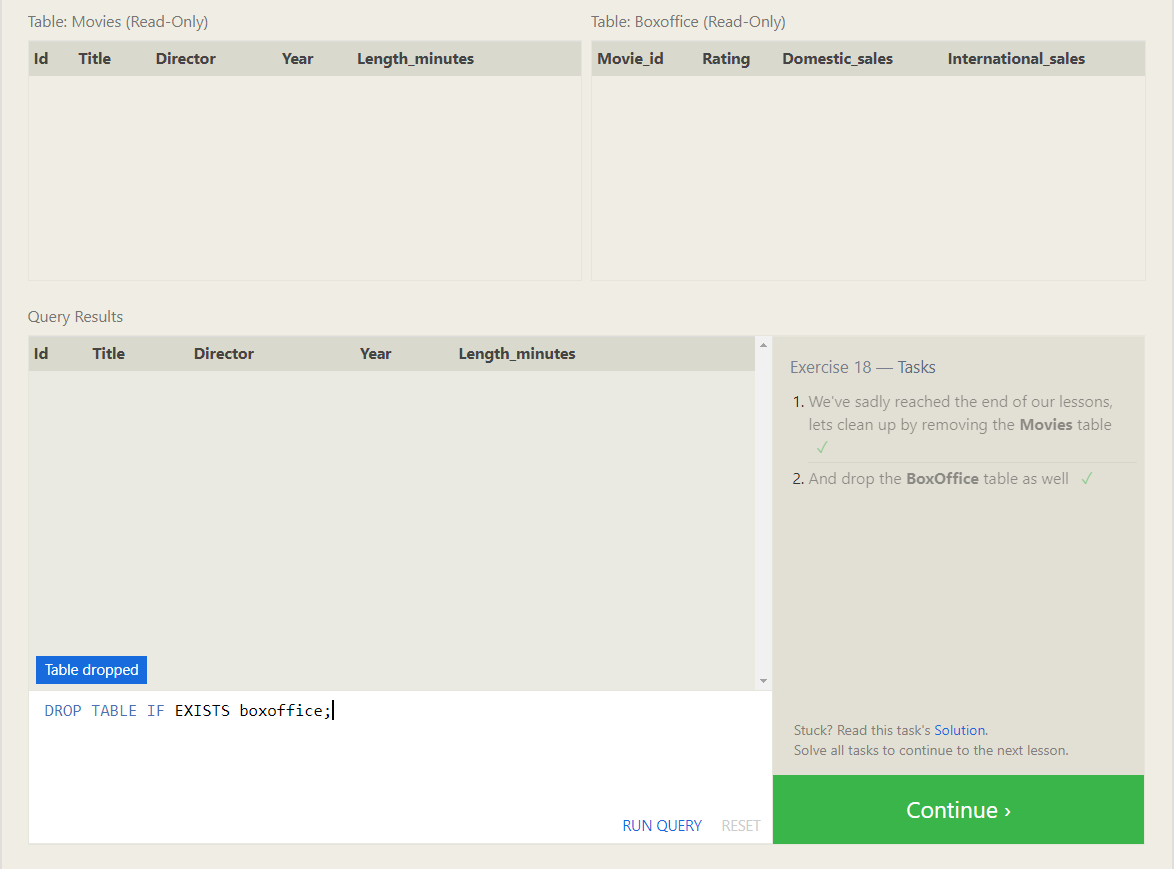 Table: Movies (Read-Only)
Id Title Director Year Length_minutes
Table: Boxoffice (Read-Only)
Movie_id Rating Domestic_sales International_sales
Query Results
Id Title Director Year Length_minutes
Table dropped
DROP TABLE IF EXISTS boxoffice;
RUN QUERY RESET
Exercise 18 — Tasks
1. We've sadly reached the end of our lessons,
lets clean up by removing the Movies table
✓
2. And drop the BoxOffice table as well ✓
Stuck? Read this task's Solution.
Solve all tasks to continue to the next lesson.
Continue ›